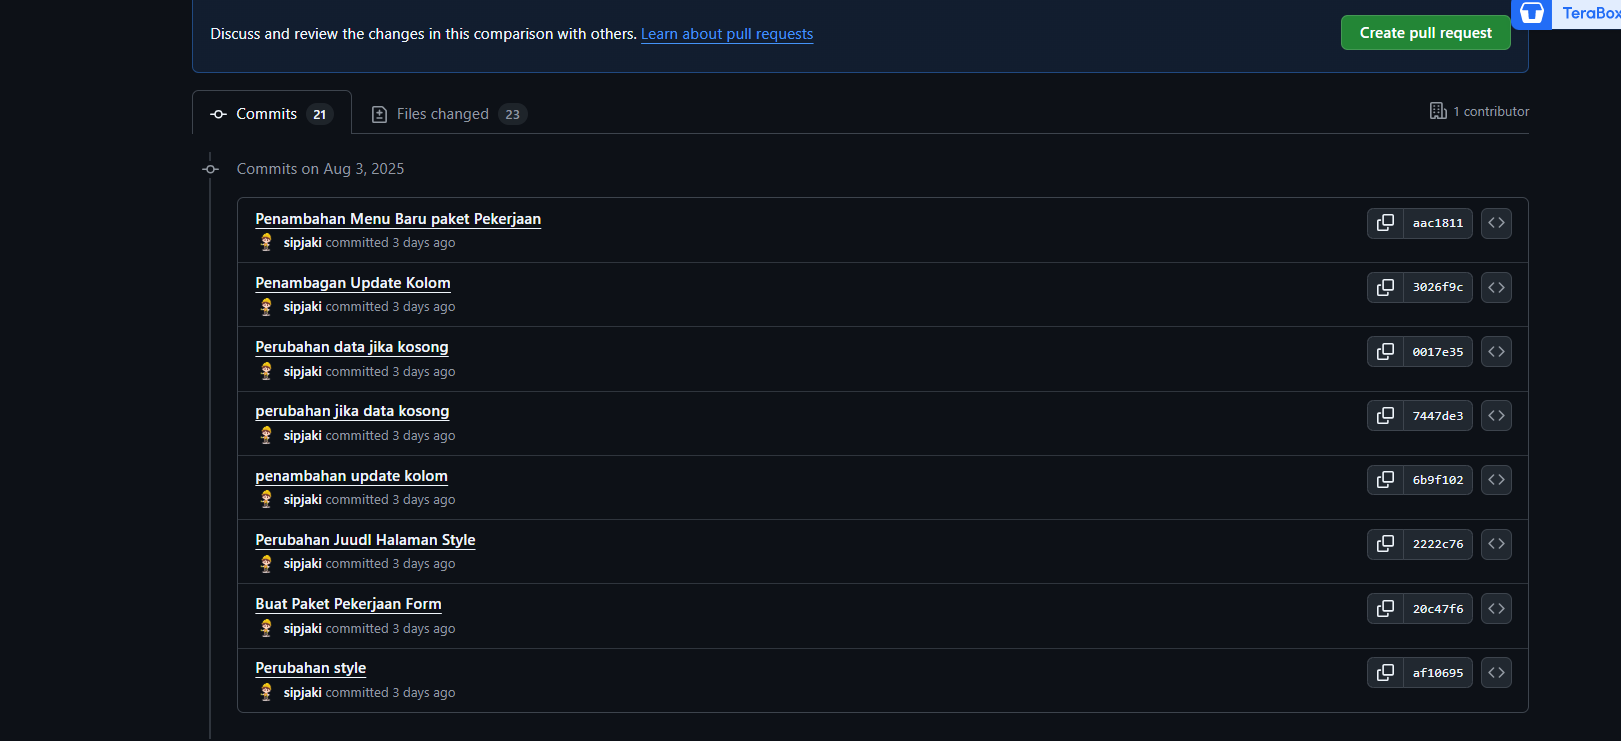 Discuss and review the changes in this comparison with others. Learn about pull requests
Create pull request
TeraBox
Commits 21
Files changed 23
1 contributor
Commits on Aug 3, 2025
Penambahan Menu Baru paket Pekerjaan
sipjaki committed 3 days ago
aac1811
Penambagan Update Kolom
sipjaki committed 3 days ago
3026f9c
Perubahan data jika kosong
sipjaki committed 3 days ago
0017e35
perubahan jika data kosong
sipjaki committed 3 days ago
7447de3
penambahan update kolom
sipjaki committed 3 days ago
6b9f102
Perubahan Juudl Halaman Style
sipjaki committed 3 days ago
2222c76
Buat Paket Pekerjaan Form
sipjaki committed 3 days ago
20c47f6
Perubahan style
sipjaki committed 3 days ago
af10695